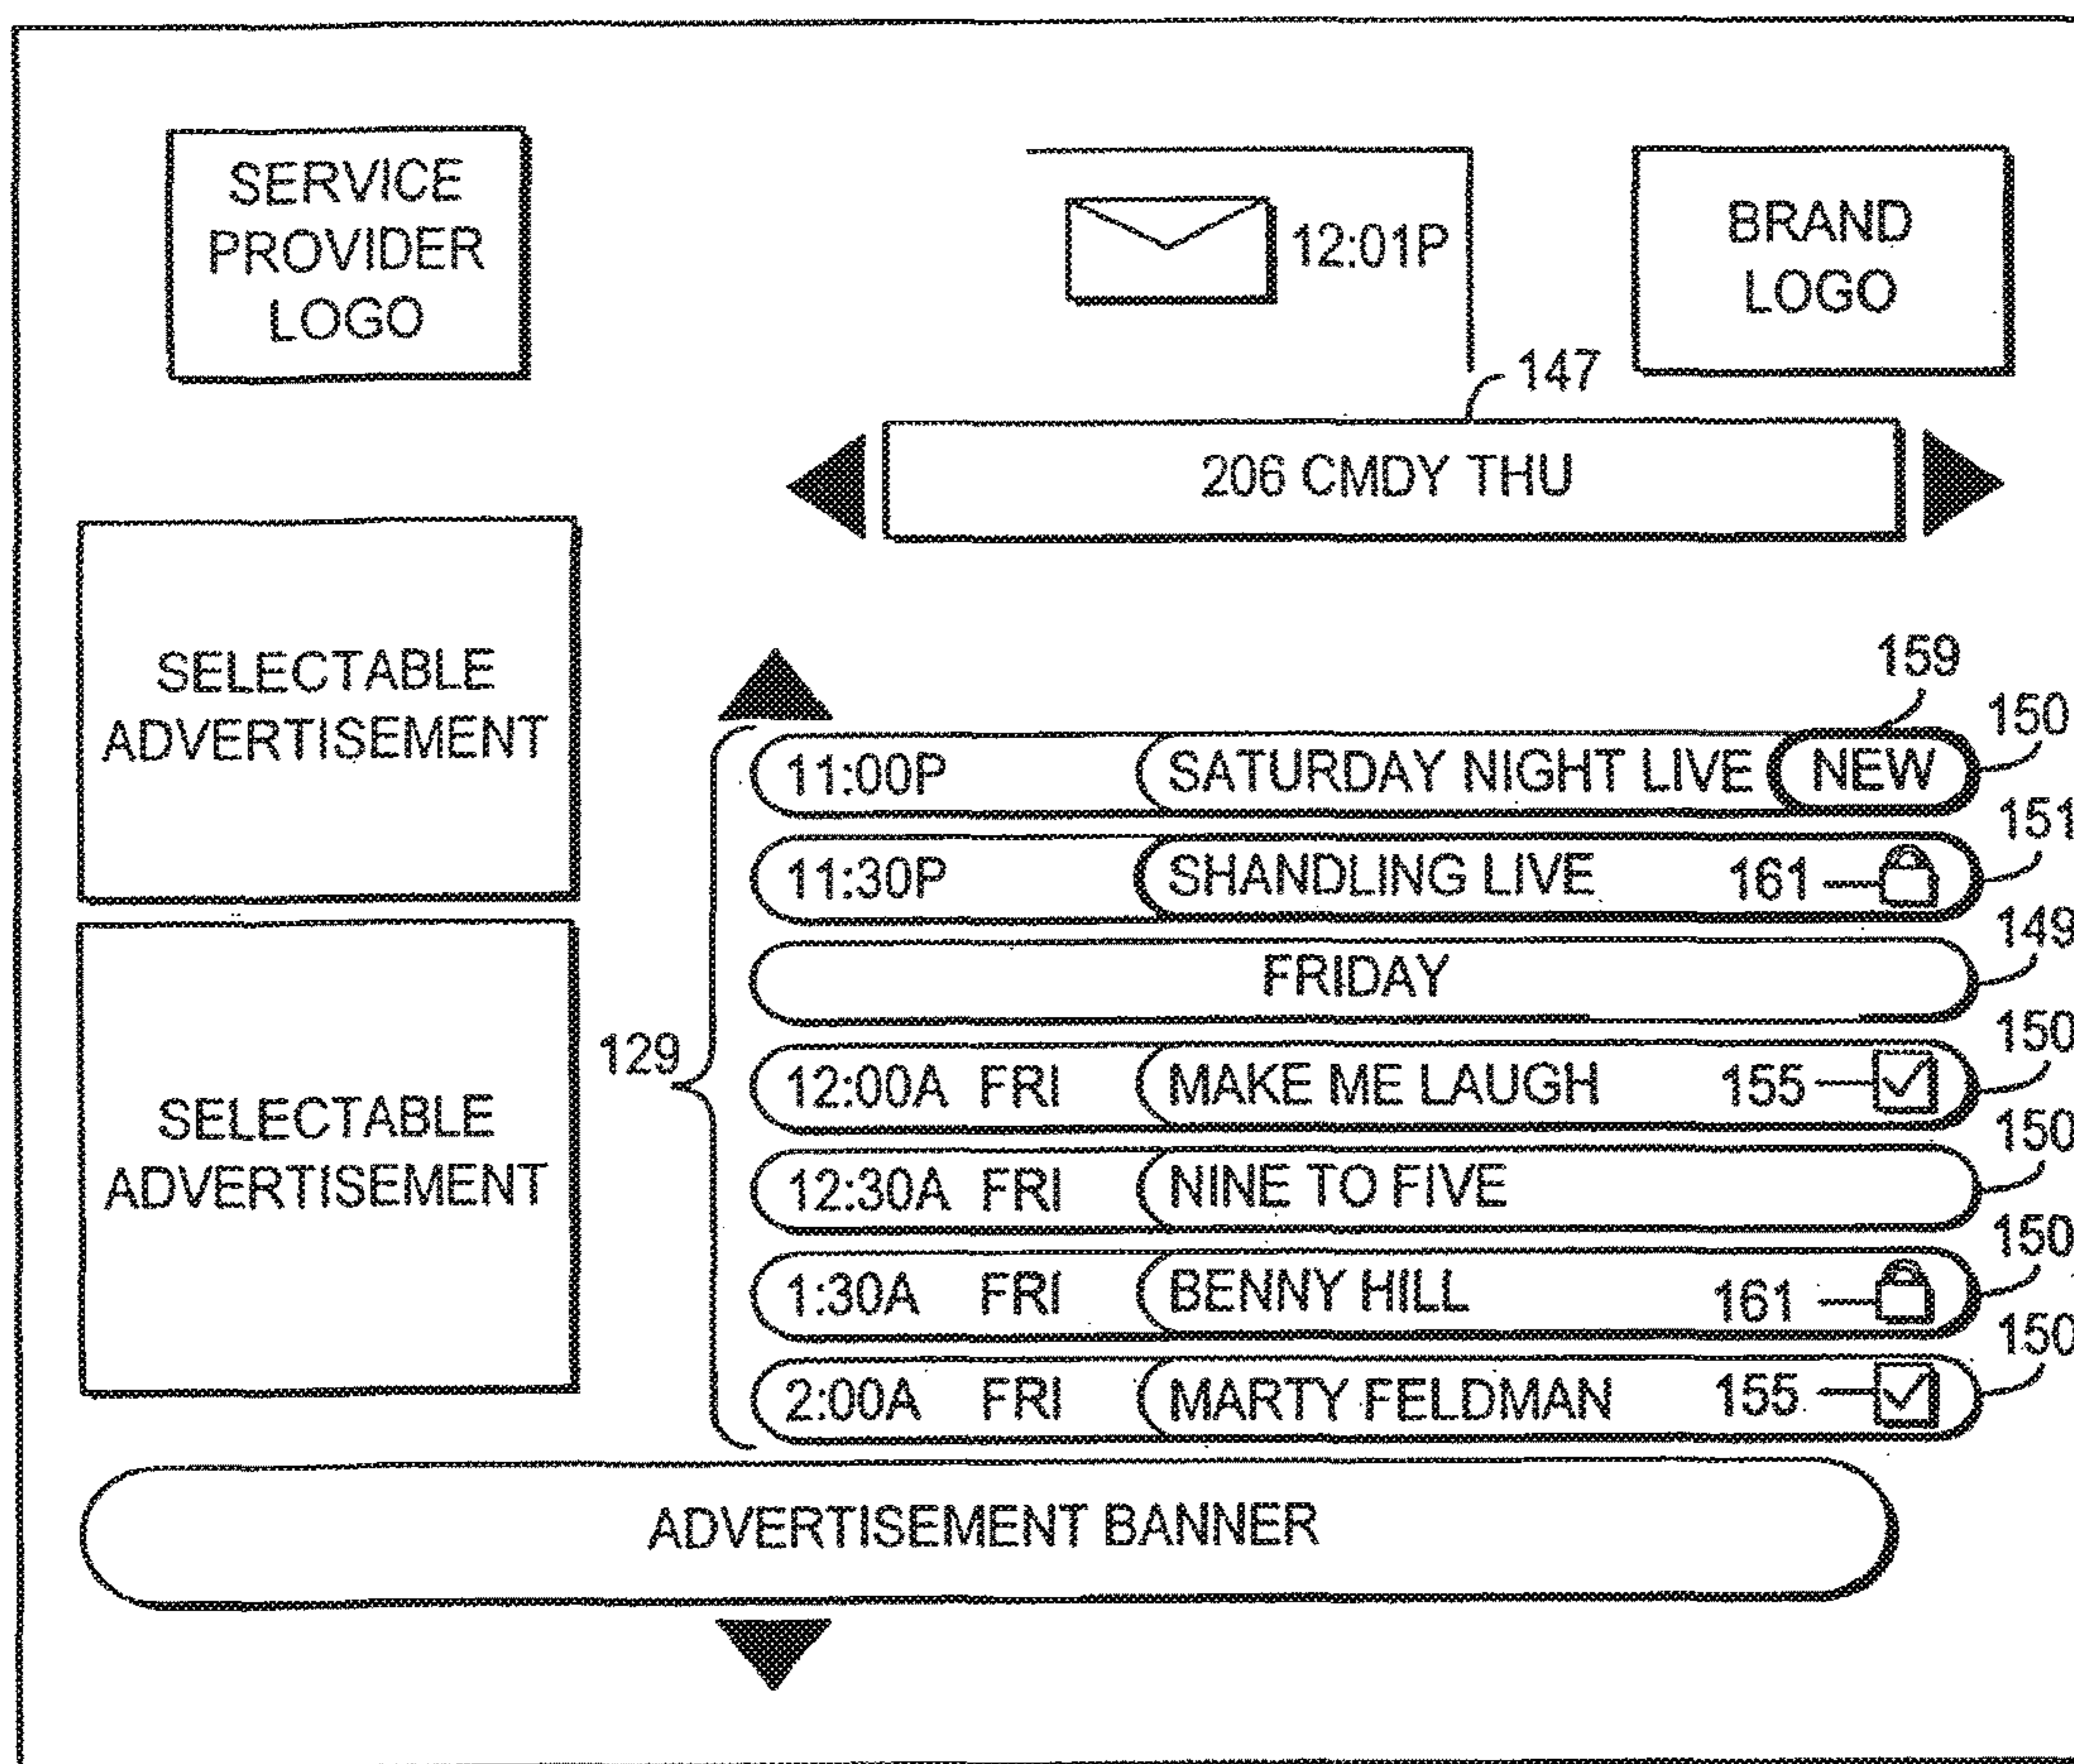 SERVICE
PROVIDER
LOGO
12:01P
BRAND
LOGO
147
206 CMDY THU
SELECTABLE
ADVERTISEMENT
159
150
11:00P SATURDAY NIGHT LIVE NEW
151
11:30P SHANDLING LIVE 161
149
FRIDAY
129
150
12:00A FRI MAKE ME LAUGH 155
150
12:30A FRI NINE TO FIVE
SELECTABLE
ADVERTISEMENT
150
1:30A FRI BENNY HILL 161
150
2:00A FRI MARTY FELDMAN 155
ADVERTISEMENT BANNER